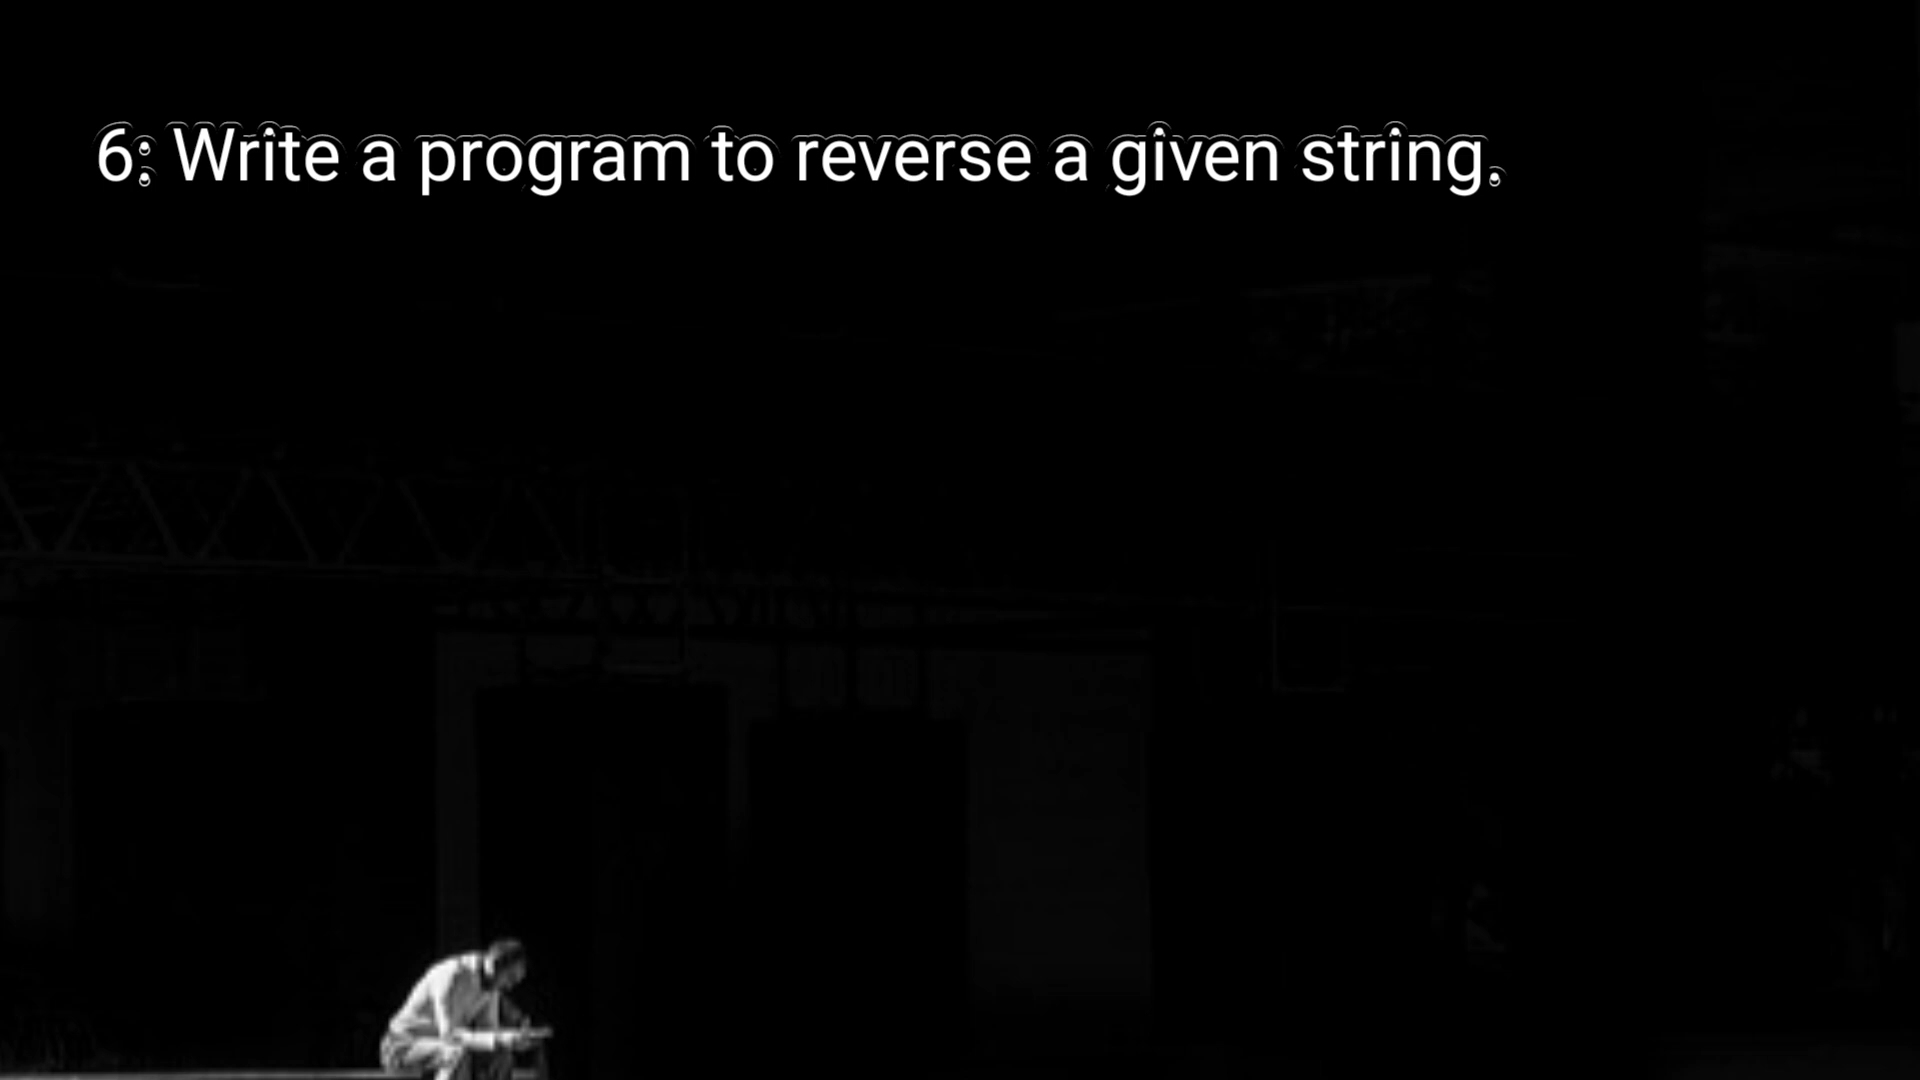 6: Write a program to reverse a given string.